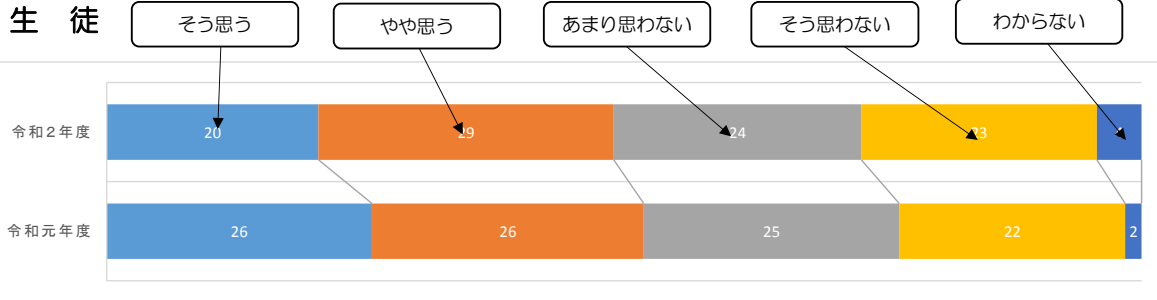 生 徒
そう思う
やや思う
あまり思わない
そう思わない
わからない
令和2年度
20
29
24
23
令和元年度
26
26
25
22
2